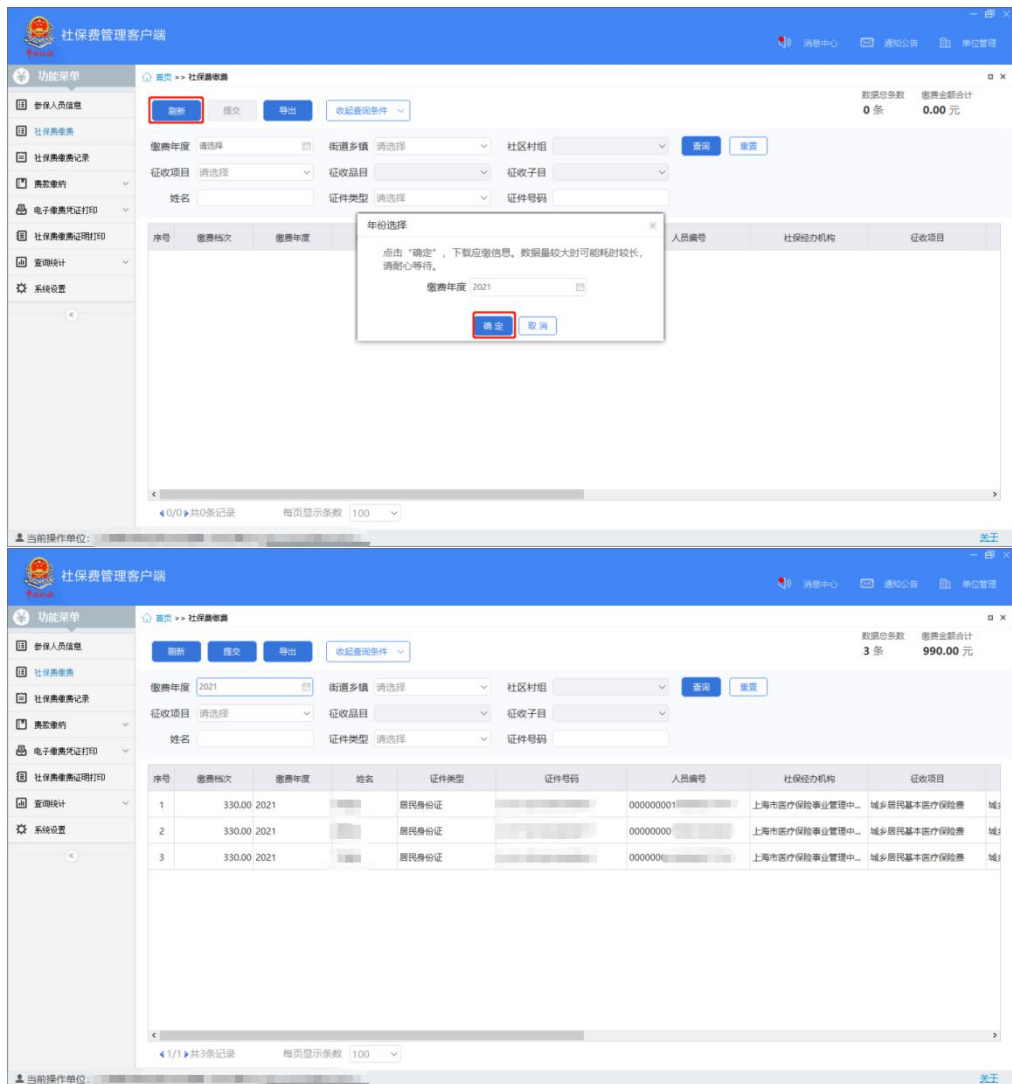 社保费管理客户端
消息中心 通知公告 单位管理
功能菜单
首页 >> 社保费缴费
参保人员信息
社保费缴费
社保费缴费记录
费款缴纳
电子缴费凭证打印
社保费缴费证明打印
查询统计
系统设置
刷新 提交 导出 收起查询条件
数据总条数 缴费金额合计
0 条 0.00 元
缴费年度 请选择 街道乡镇 请选择 社区村组 查询 重置
征收项目 请选择 征收品目 征收子目
姓名 证件类型 请选择 证件号码
序号 缴费档次 缴费年度 人员编号 社保经办机构 征收项目
年份选择
点击“确定”，下载应缴信息。数据量较大时可能耗时较长，
请耐心等待。
缴费年度 2021
确定 取消
0/0 共0条记录 每页显示条数 100
当前操作单位: 关于
社保费管理客户端
消息中心 通知公告 单位管理
功能菜单
首页 >> 社保费缴费
参保人员信息
社保费缴费
社保费缴费记录
费款缴纳
电子缴费凭证打印
社保费缴费证明打印
查询统计
系统设置
刷新 提交 导出 收起查询条件
数据总条数 缴费金额合计
3 条 990.00 元
缴费年度 2021 街道乡镇 请选择 社区村组 查询 重置
征收项目 请选择 征收品目 征收子目
姓名 证件类型 请选择 证件号码
序号 缴费档次 缴费年度 姓名 证件类型 证件号码 人员编号 社保经办机构 征收项目
1 330.00 2021 居民身份证 000000001 上海市医疗保险事业管理中... 城乡居民基本医疗保险费
2 330.00 2021 居民身份证 00000000 上海市医疗保险事业管理中... 城乡居民基本医疗保险费
3 330.00 2021 居民身份证 0000000 上海市医疗保险事业管理中... 城乡居民基本医疗保险费
1/1 共3条记录 每页显示条数 100
当前操作单位: 关于